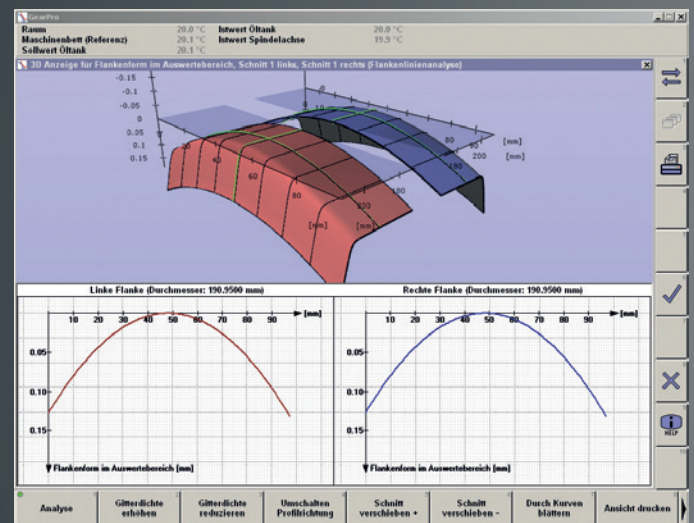 GearPro
Raum 20.0 °C Istwert Öltank 20.0 °C
Maschinenbett (Referenz) 20.1 °C Istwert Spindelachse 19.9 °C
Sollwert Öltank 20.1 °C
3D Anzeige für Flankenform im Auswertebereich, Schnitt 1 links, Schnitt 1 rechts (Flankenlinienanalyse)
-0.15
-0.10
-0.05
0
0.05
0.10
0.15
20
40
60
80
200
[mm] [mm]
0
80
90
200
[mm]
[mm]
180
Linke Flanke (Durchmesser: 190.9500 mm) Rechte Flanke (Durchmesser: 190.9500 mm)
10 20 30 40 50 60 70 80 90 [mm] 10 20 30 40 50 60 70 80 90 [mm]
0.05 0.05
0.10 0.10
0.15 0.15
Flankenform im Auswertebereich [mm] Flankenform im Auswertebereich [mm]
HELP
Analyse
Gitterdichte erhöhen
Gitterdichte reduzieren
Umschalten Profilrichtung
Schnitt verschieben +
Schnitt verschieben -
Durch Kurven blättern
Ansicht drucken